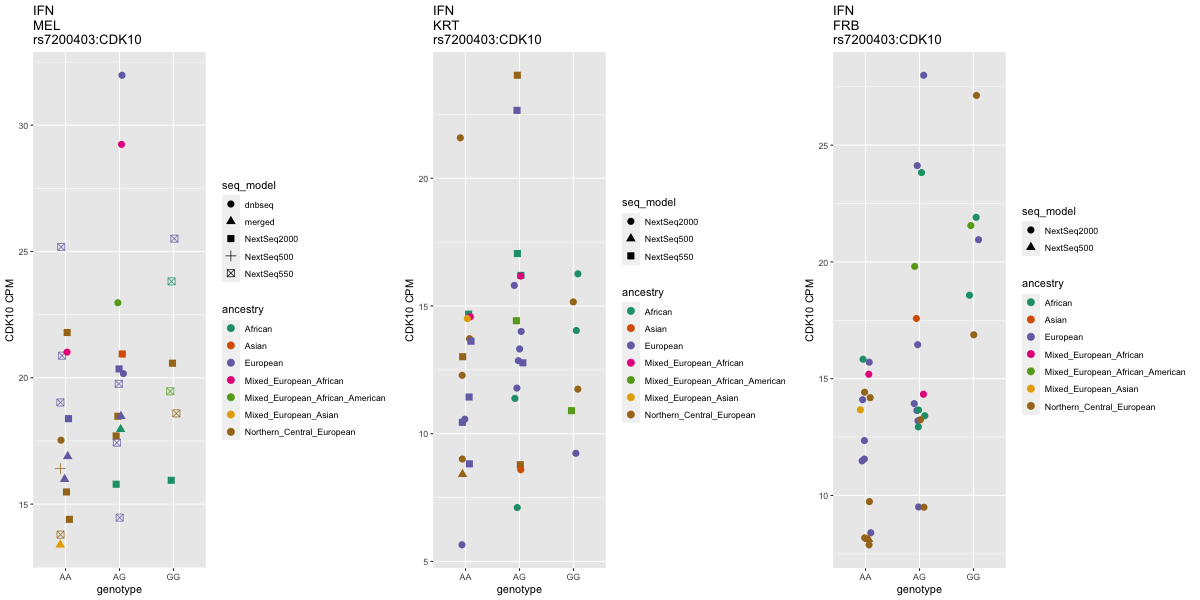 IFN
MEL
rs7200403:CDK10
CDK10 CPM
30
25
20
15
AA
AG
GG
genotype
seq_model
dnbseq
merged
NextSeq2000
NextSeq500
NextSeq550
ancestry
African
Asian
European
Mixed_European_African
Mixed_European_African_American
Mixed_European_Asian
Northern_Central_European
IFN
KRT
rs7200403:CDK10
CDK10 CPM
20
15
10
5
AA
AG
GG
genotype
seq_model
NextSeq2000
NextSeq500
NextSeq550
ancestry
African
Asian
European
Mixed_European_African
Mixed_European_African_American
Mixed_European_Asian
Northern_Central_European
IFN
FRB
rs7200403:CDK10
CDK10 CPM
25
20
15
10
AA
AG
GG
genotype
seq_model
NextSeq2000
NextSeq500
ancestry
African
Asian
European
Mixed_European_African
Mixed_European_African_American
Mixed_European_Asian
Northern_Central_European